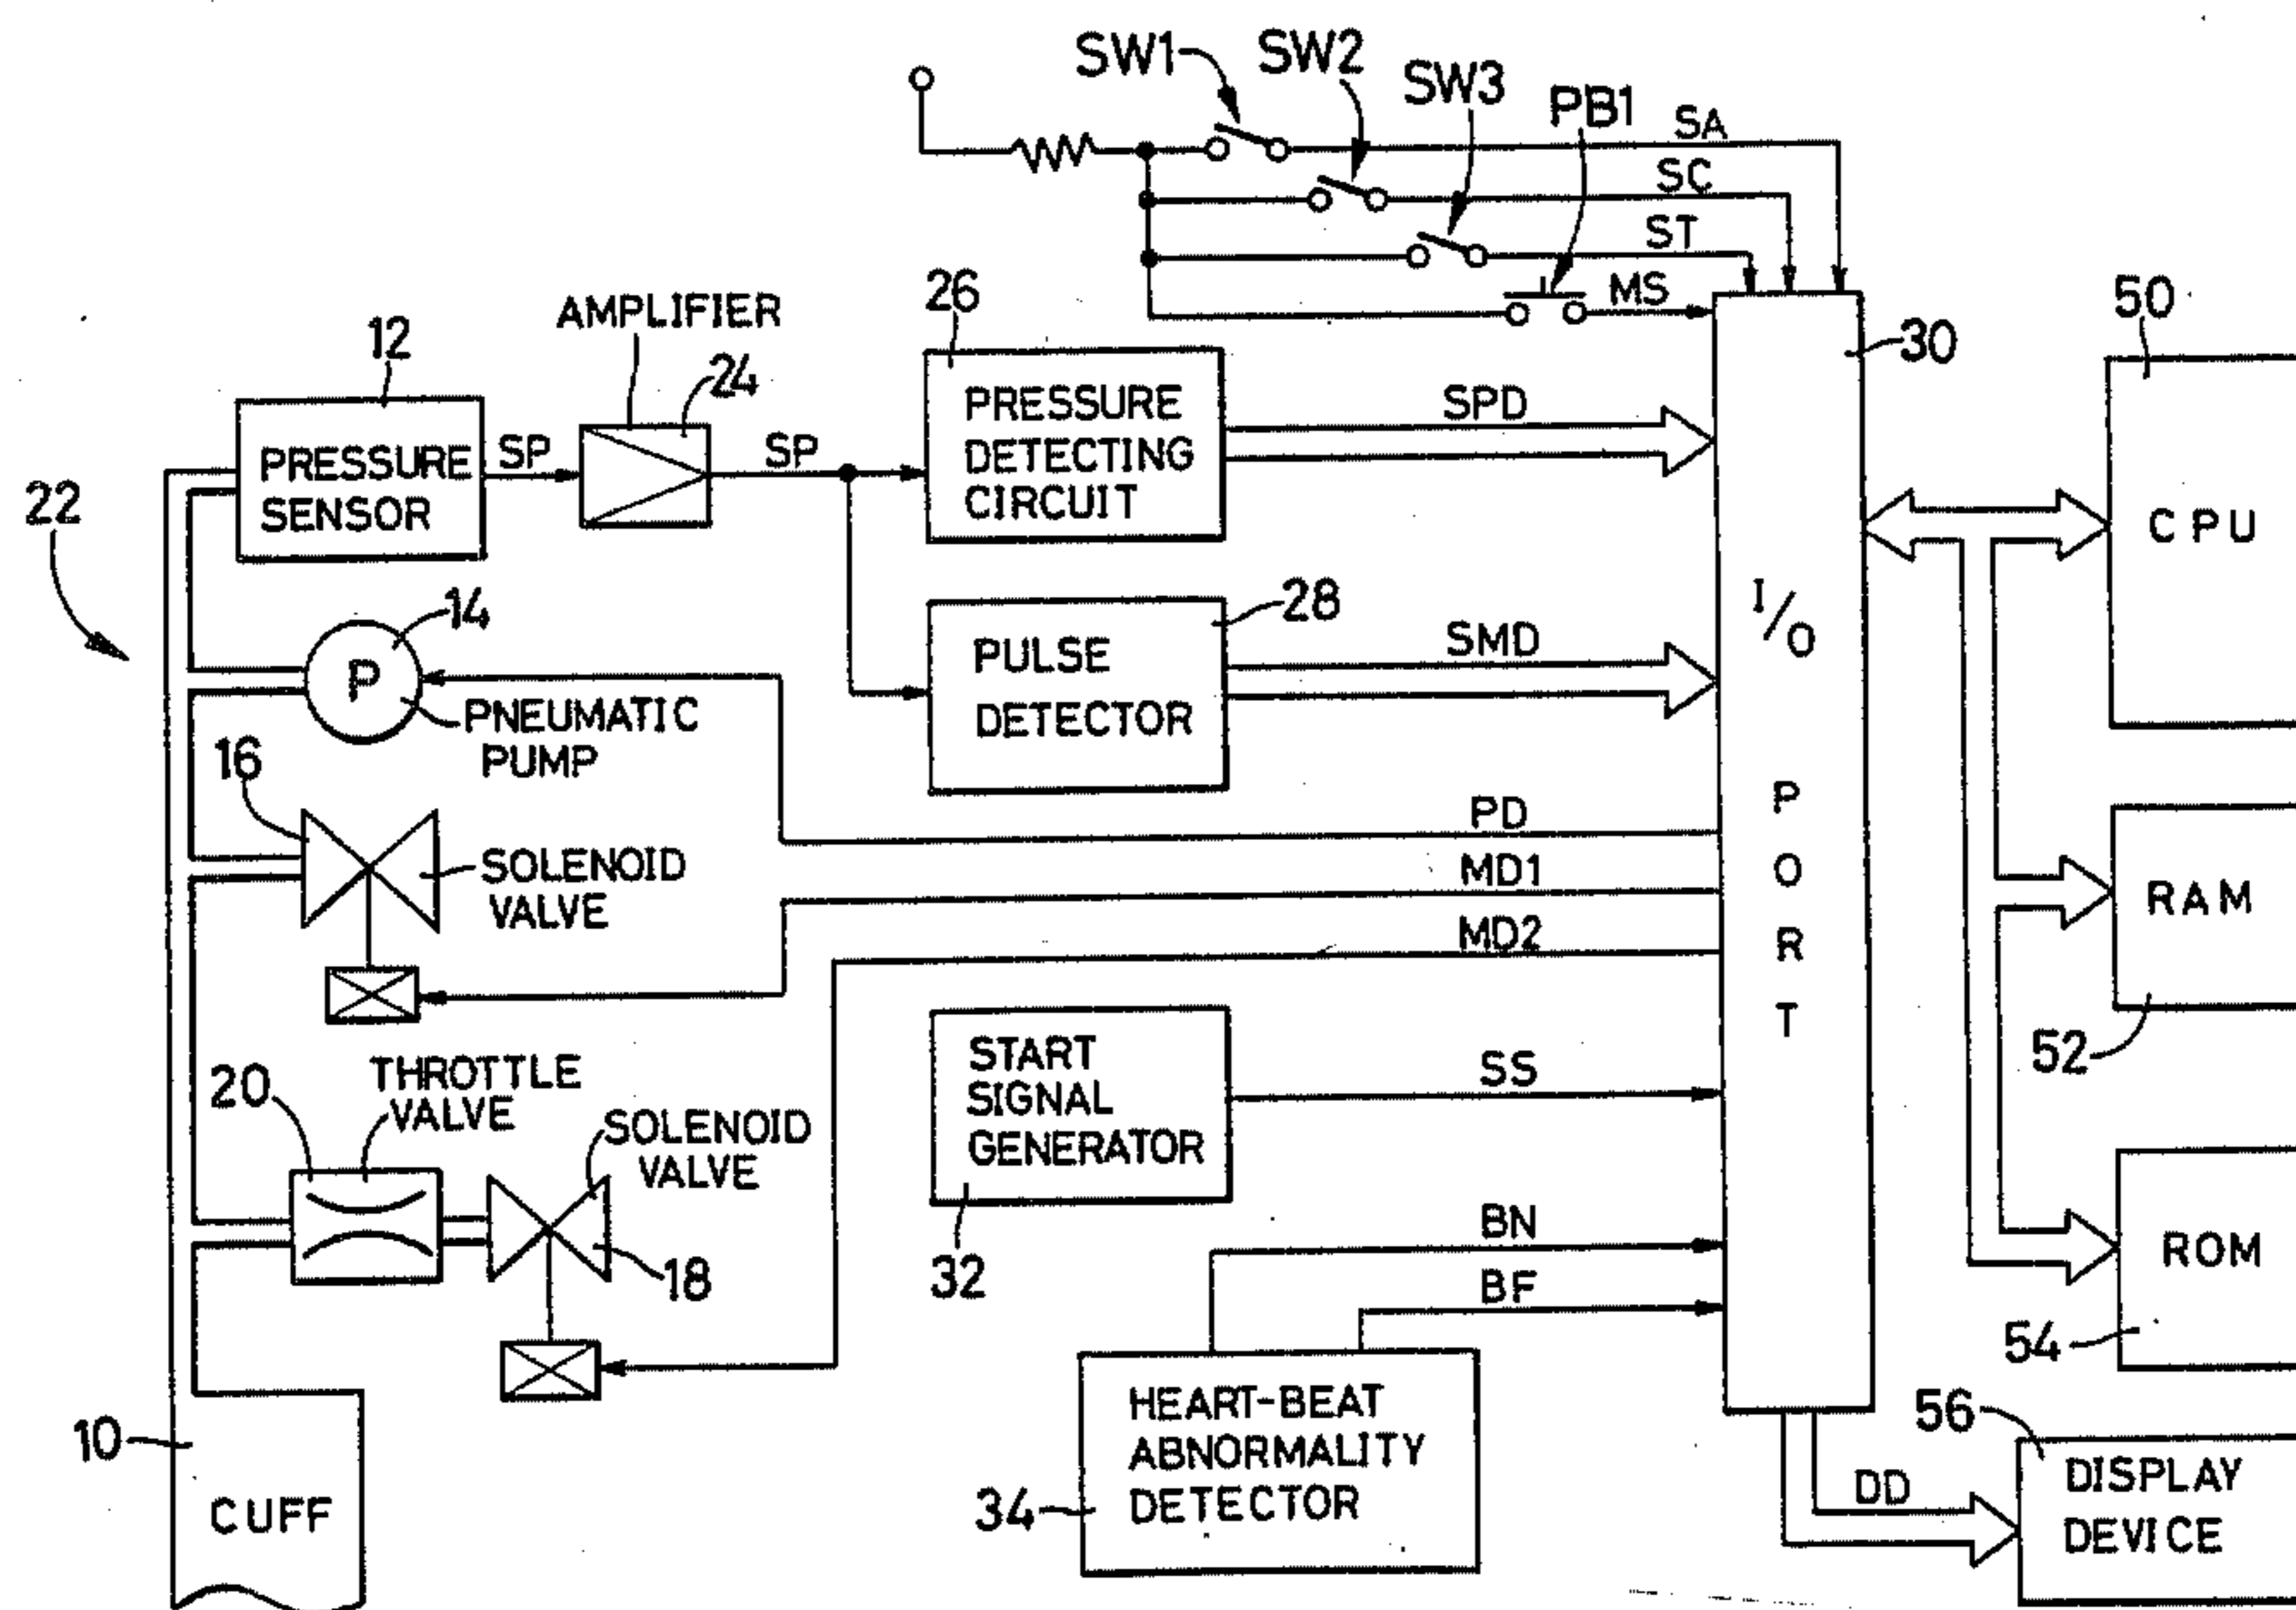 SW1
SW2
SW3
PB1
SA
SC
ST
MS
AMPLIFIER
12
24
26
30
50
PRESSURE
SENSOR
SP
SP
PRESSURE
DETECTING
CIRCUIT
SPD
22
CPU
14
P
PNEUMATIC
PUMP
28
PULSE
DETECTOR
SMD
I/O
PORT
16
SOLENOID
VALVE
PD
MD1
MD2
RAM
52
20
THROTTLE
VALVE
SOLENOID
VALVE
18
START
SIGNAL
GENERATOR
32
SS
BN
BF
ROM
54
10
CUFF
34
HEART-BEAT
ABNORMALITY
DETECTOR
56
DD
DISPLAY
DEVICE